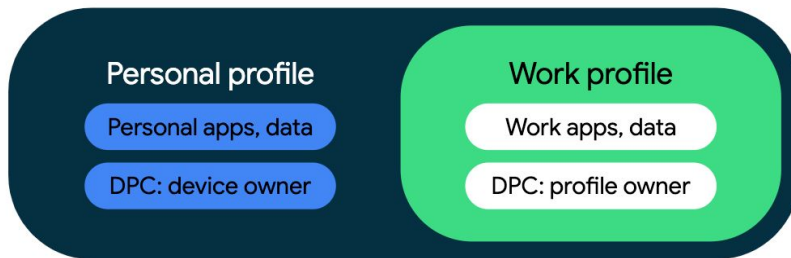 Personal profile
Personal apps, data
DPC: device owner
Work profile
Work apps, data
DPC: profile owner